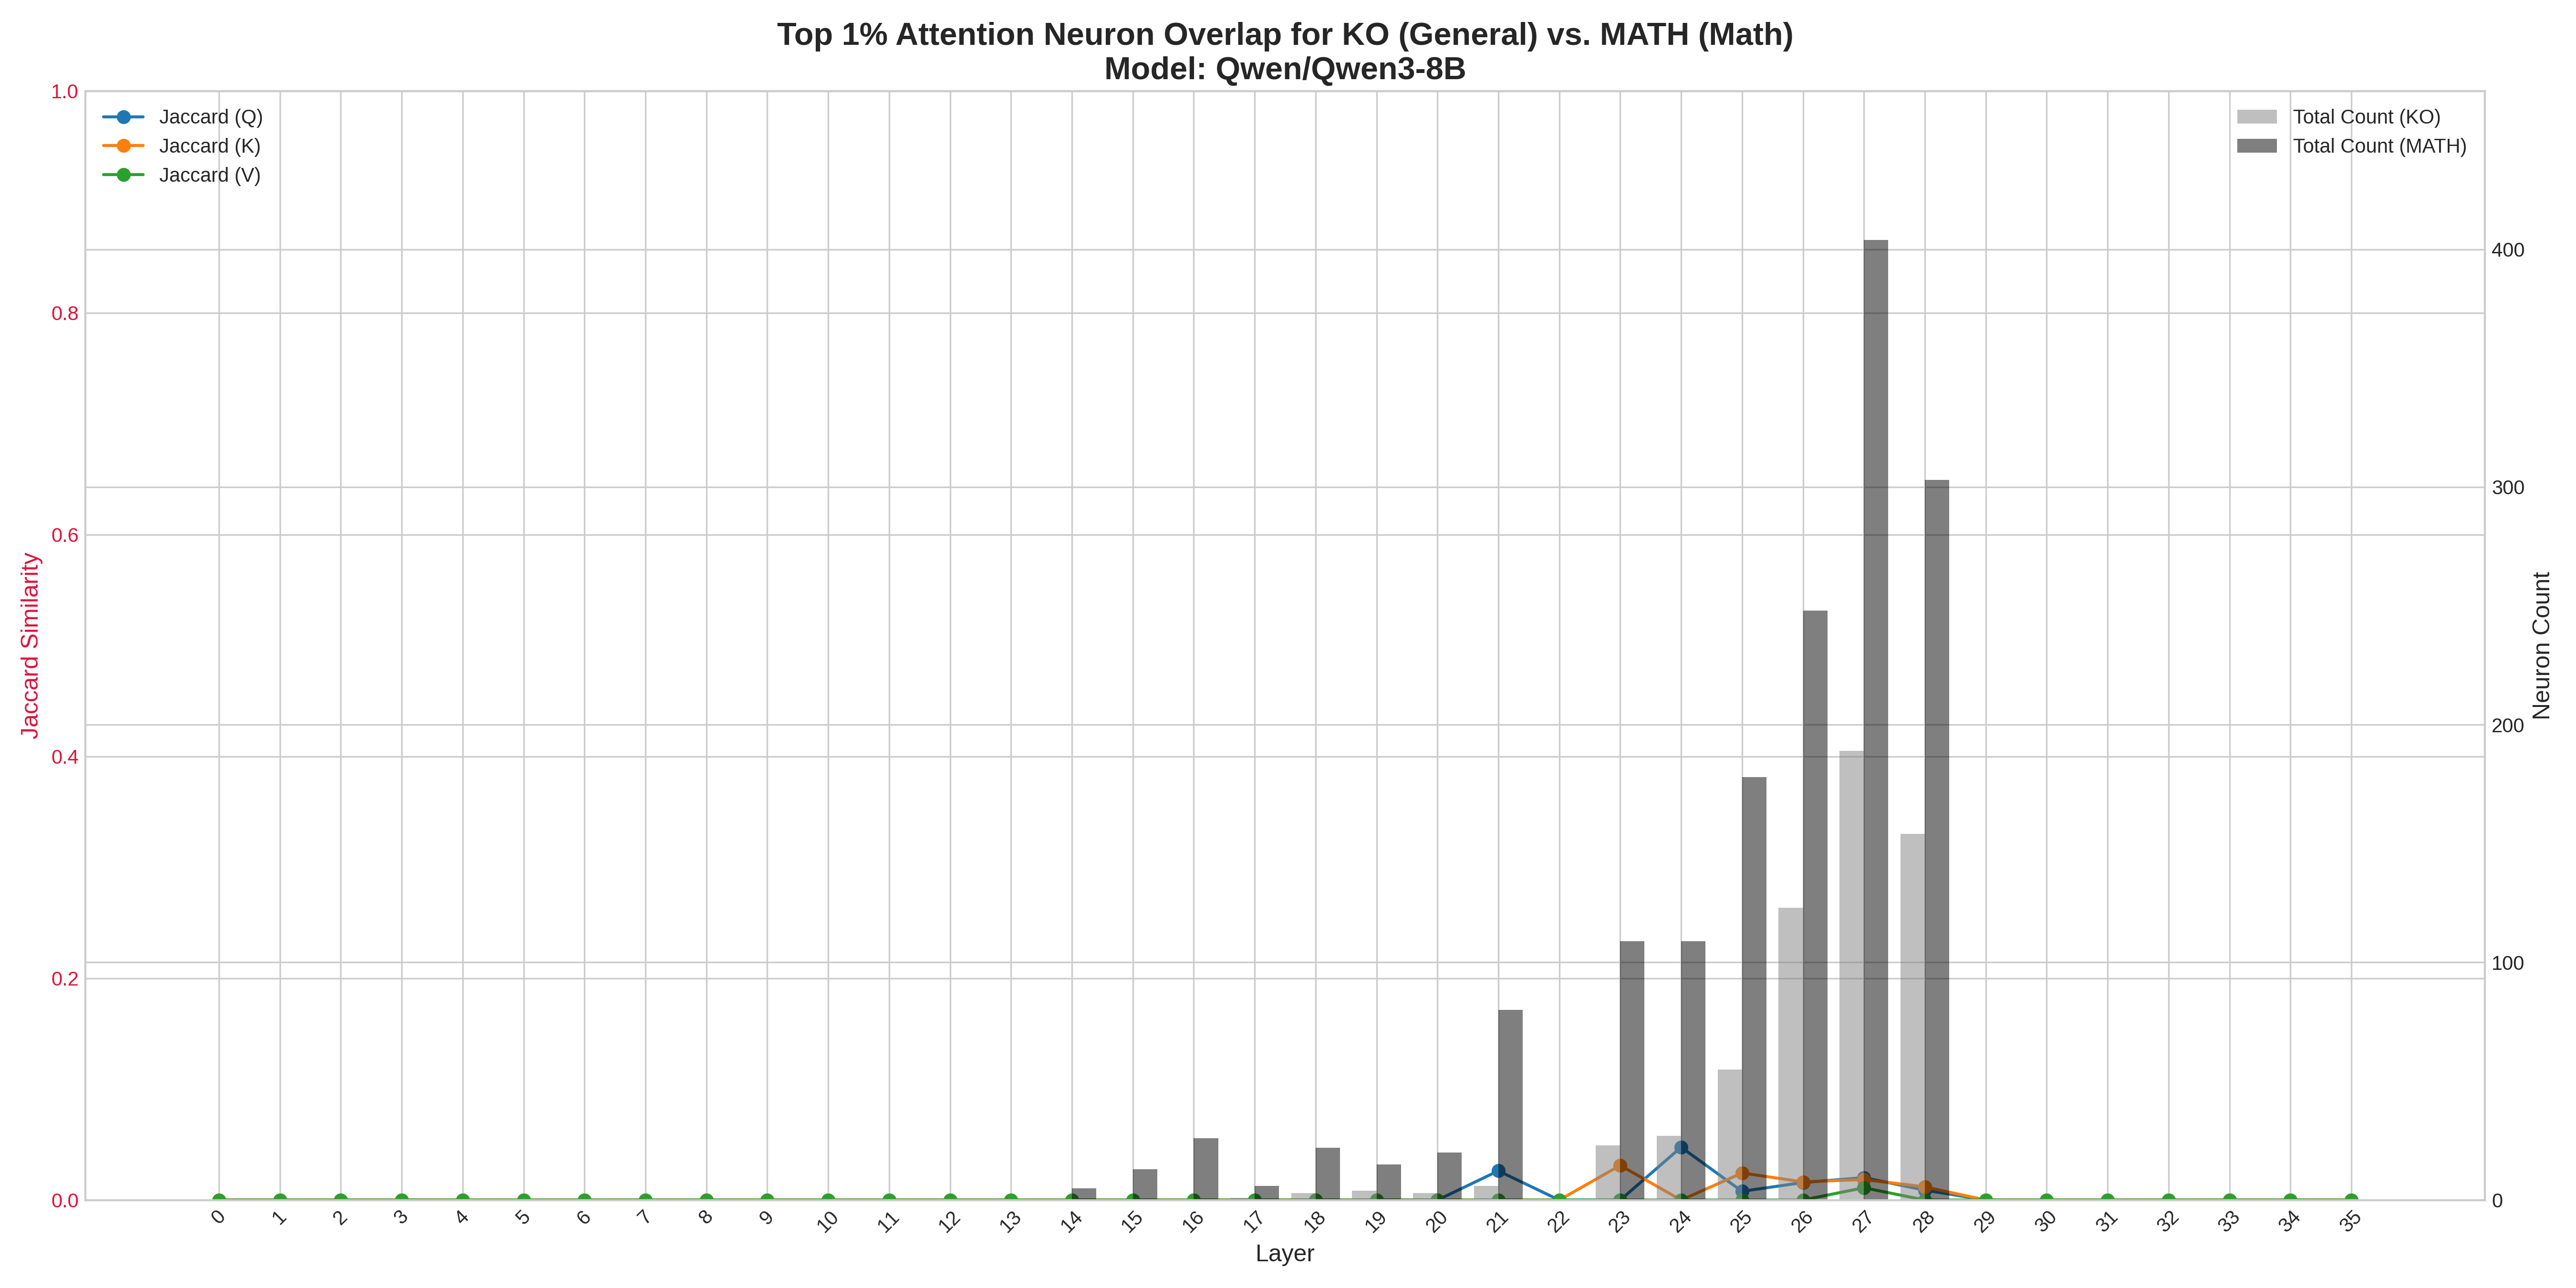 Top 1% Attention Neuron Overlap for KO (General) vs. MATH (Math)
Model: Qwen/Qwen3-8B
Jaccard (Q)
Jaccard (K)
Jaccard (V)
Total Count (KO)
Total Count (MATH)
Jaccard Similarity
1.0
0.8
0.6
0.4
0.2
0.0
Neuron Count
400
300
200
100
0
0 1 2 3 4 5 6 7 8 9 10 11 12 13 14 15 16 17 18 19 20 21 22 23 24 25 26 27 28 29 30 31 32 33 34 35
Layer